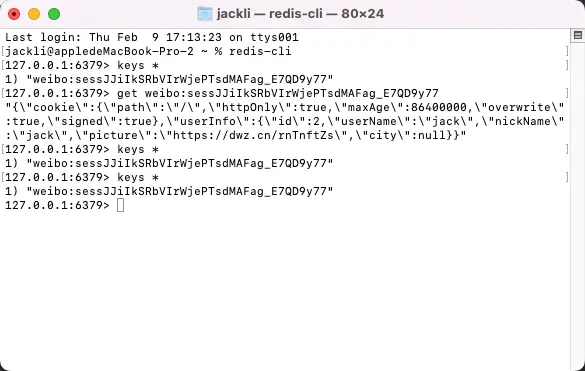 jackli — redis-cli — 80×24
Last login: Thu Feb  9 17:13:23 on ttys001
[jackli@appledeMacBook-Pro-2 ~ % redis-cli ]
[127.0.0.1:6379> keys * ]
1) "weibo:sessJJiIkSRbVIrWjePTsdMAFag_E7QD9y77"
[127.0.0.1:6379> get weibo:sessJJiIkSRbVIrWjePTsdMAFag_E7QD9y77 ]
"{\"cookie\":{\"path\":\"/\",\"httpOnly\":true,\"maxAge\":86400000,\"overwrite\"
:true,\"signed\":true},\"userInfo\":{\"id\":2,\"userName\":\"jack\",\"nickName\"
:\"jack\",\"picture\":\"https://dwz.cn/rnTnftZs\",\"city\":null}}"
[127.0.0.1:6379> keys * ]
1) "weibo:sessJJiIkSRbVIrWjePTsdMAFag_E7QD9y77"
[127.0.0.1:6379> keys * ]
1) "weibo:sessJJiIkSRbVIrWjePTsdMAFag_E7QD9y77"
127.0.0.1:6379>